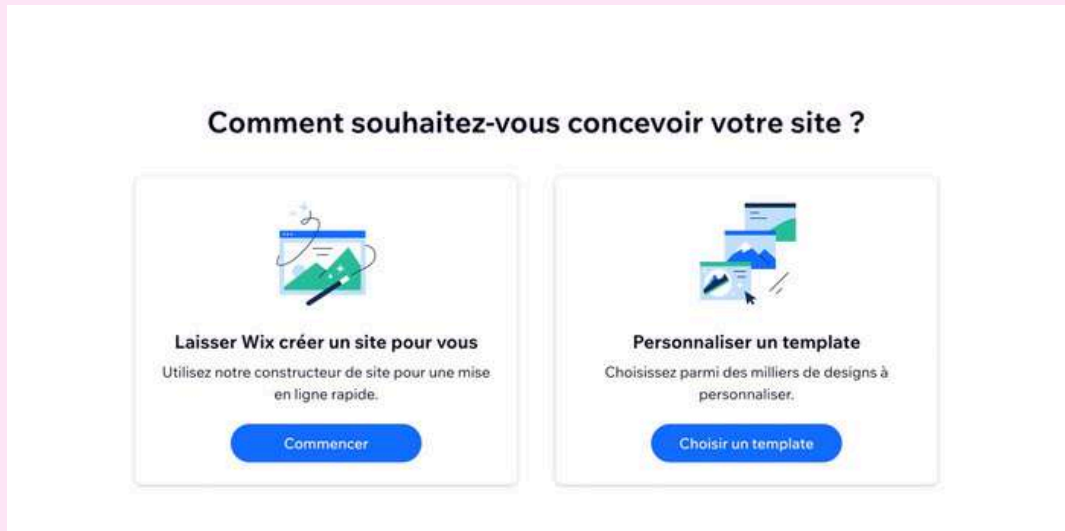 Comment souhaitez-vous concevoir votre site ?
Laisser Wix créer un site pour vous
Utilisez notre constructeur de site pour une mise
en ligne rapide.
Commencer
Personnaliser un template
Choisissez parmi des milliers de designs à
personnaliser.
Choisir un template